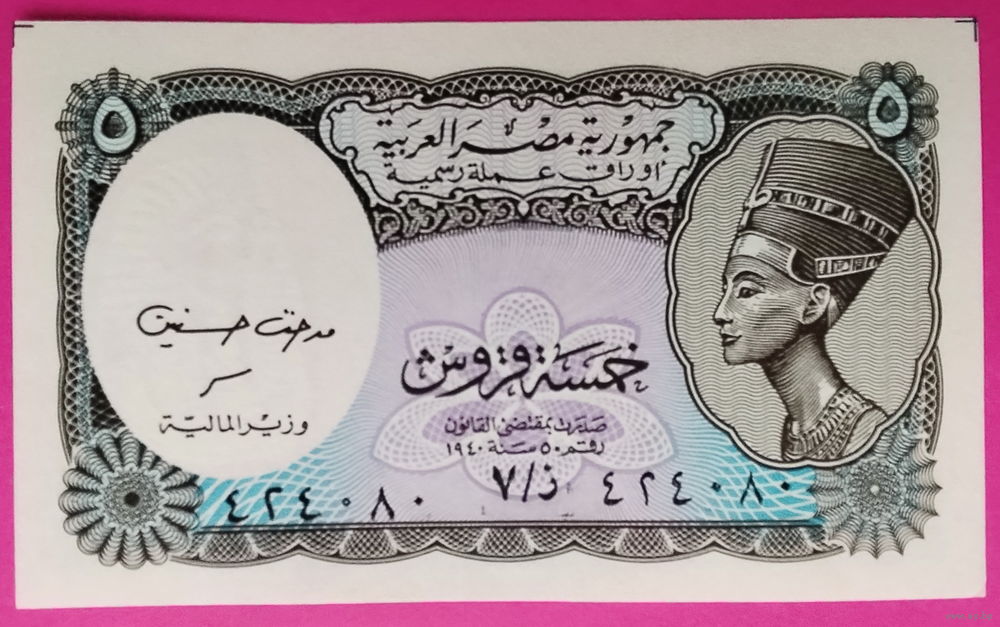 ٥
٥
جمهورية مصر العربية
أوراق عملة رسمية
خمسة قروش
صدرت بمقتضى القانون
رقم ٥٠ سنة ١٩٤٠
مدحت حسنين
وزير المالية
٤٢٤٠٨٠
ذ/٧
٤٢٤٠٨٠